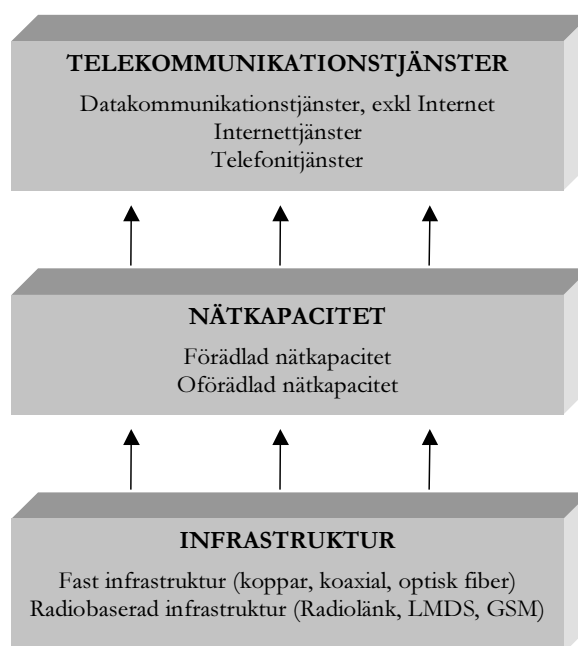 TELEKOMMUNIKATIONSTJÄNSTER
Datakommunikationstjänster, exkl Internet
Internettjänster
Telefonitjänster
NÄTKAPACITET
Förädlad nätkapacitet
Oförädlad nätkapacitet
INFRASTRUKTUR
Fast infrastruktur (koppar, koaxial, optisk fiber)
Radiobaserad infrastruktur (Radiolänk, LMDS, GSM)